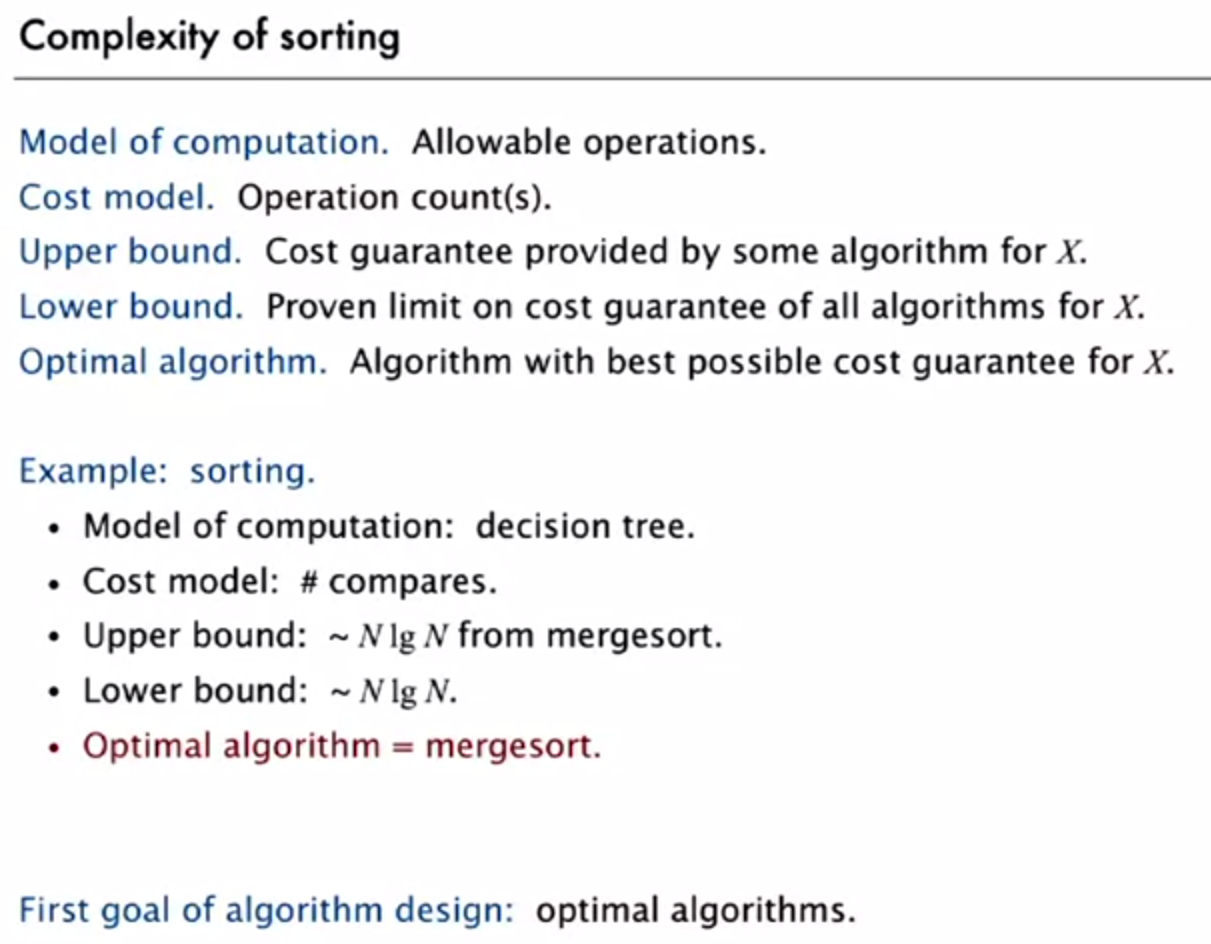 Complexity of sorting
Model of computation. Allowable operations.
Cost model. Operation count(s).
Upper bound. Cost guarantee provided by some algorithm for X.
Lower bound. Proven limit on cost guarantee of all algorithms for X.
Optimal algorithm. Algorithm with best possible cost guarantee for X.
Example: sorting.
• Model of computation: decision tree.
• Cost model: # compares.
• Upper bound: ~ N lg N from mergesort.
• Lower bound: ~ N lg N.
• Optimal algorithm = mergesort.
First goal of algorithm design: optimal algorithms.